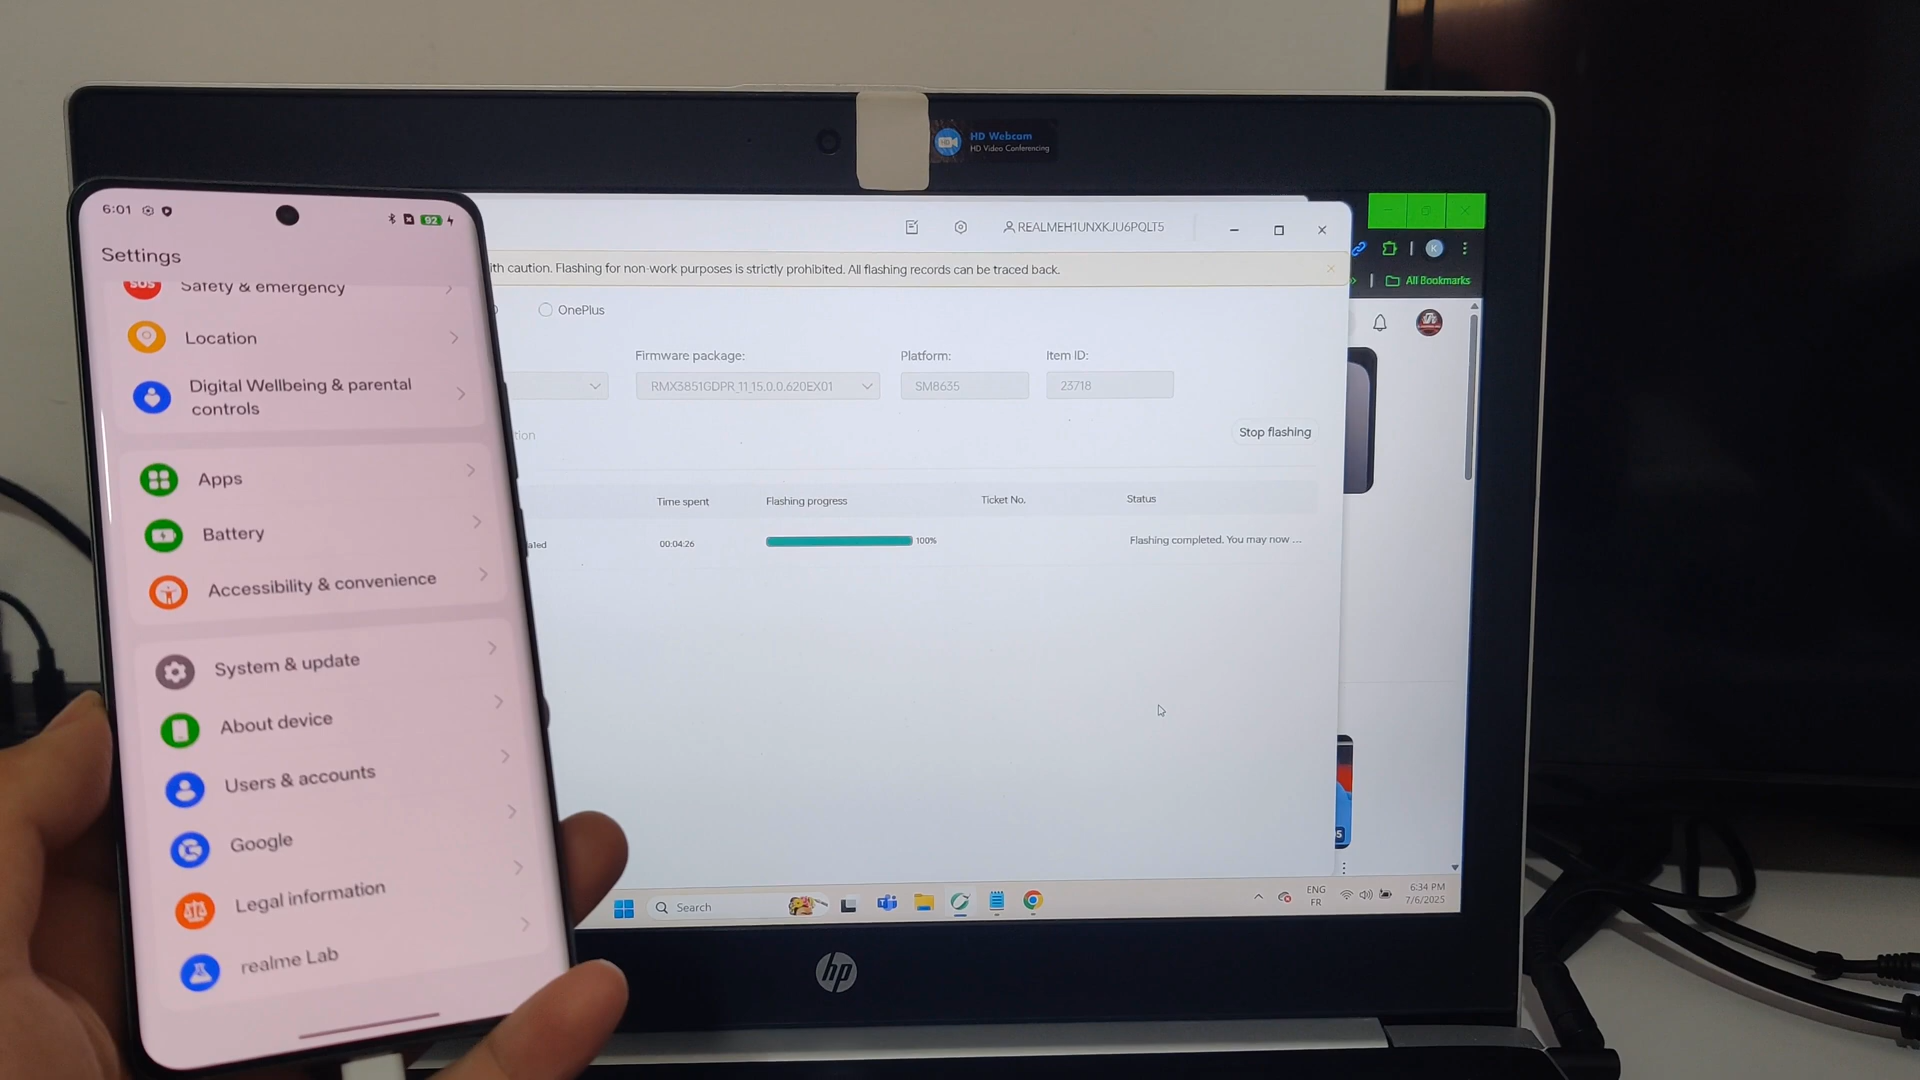 HD Webcam
HD Video Conferencing
6:01
92
Settings
SOS
Safety & emergency
Location
Digital Wellbeing & parental
controls
Apps
Battery
Accessibility & convenience
System & update
About device
Users & accounts
Google
Legal information
realme Lab
REALMEH1UNXKJU6PQLT5
ith caution. Flashing for non-work purposes is strictly prohibited. All flashing records can be traced back.
OnePlus
Firmware package:
Platform:
Item ID:
RMX3851GDPR_11_15.0.0.620EX01
SM8635
23718
tion
Stop flashing
Time spent
Flashing progress
Ticket No.
Status
00:04:26
100%
Flashing completed. You may now ...
K
All Bookmarks
Search
ENG
FR
6:34 PM
7/6/2025
hp